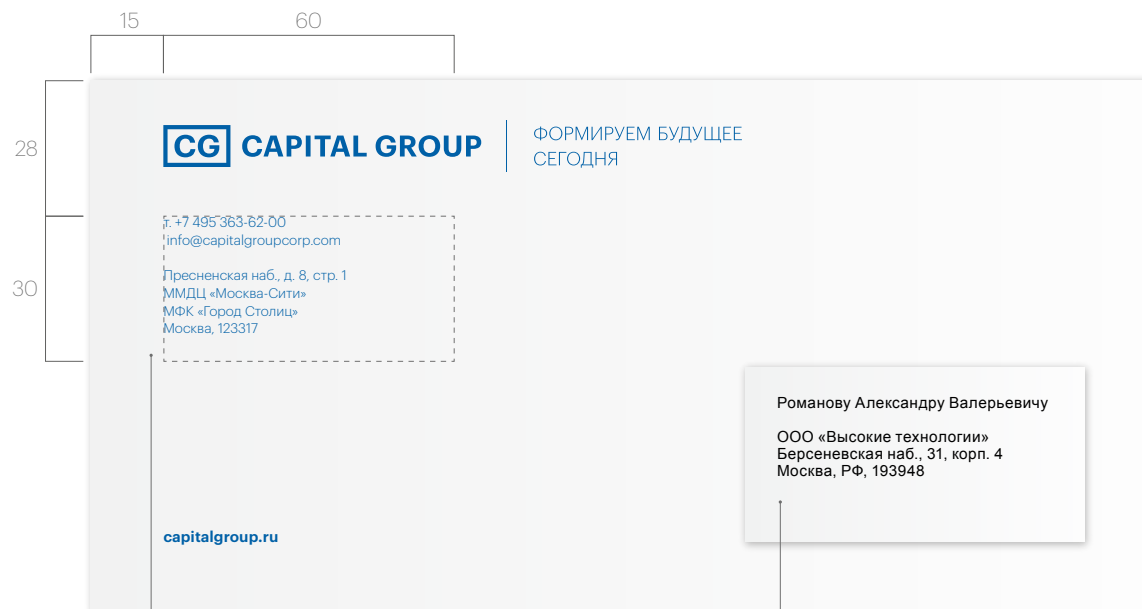 15
60
28
CG CAPITAL GROUP
ФОРМИРУЕМ БУДУЩЕЕ
СЕГОДНЯ
30
т. +7 495 363-62-00
info@capitalgroupcorp.com
Пресненская наб., д. 8, стр. 1
ММДЦ «Москва-Сити»
МФК «Город Столиц»
Москва, 123317
Романову Александру Валерьевичу
ООО «Высокие технологии»
Берсеневская наб., 31, корп. 4
Москва, РФ, 193948
capitalgroup.ru